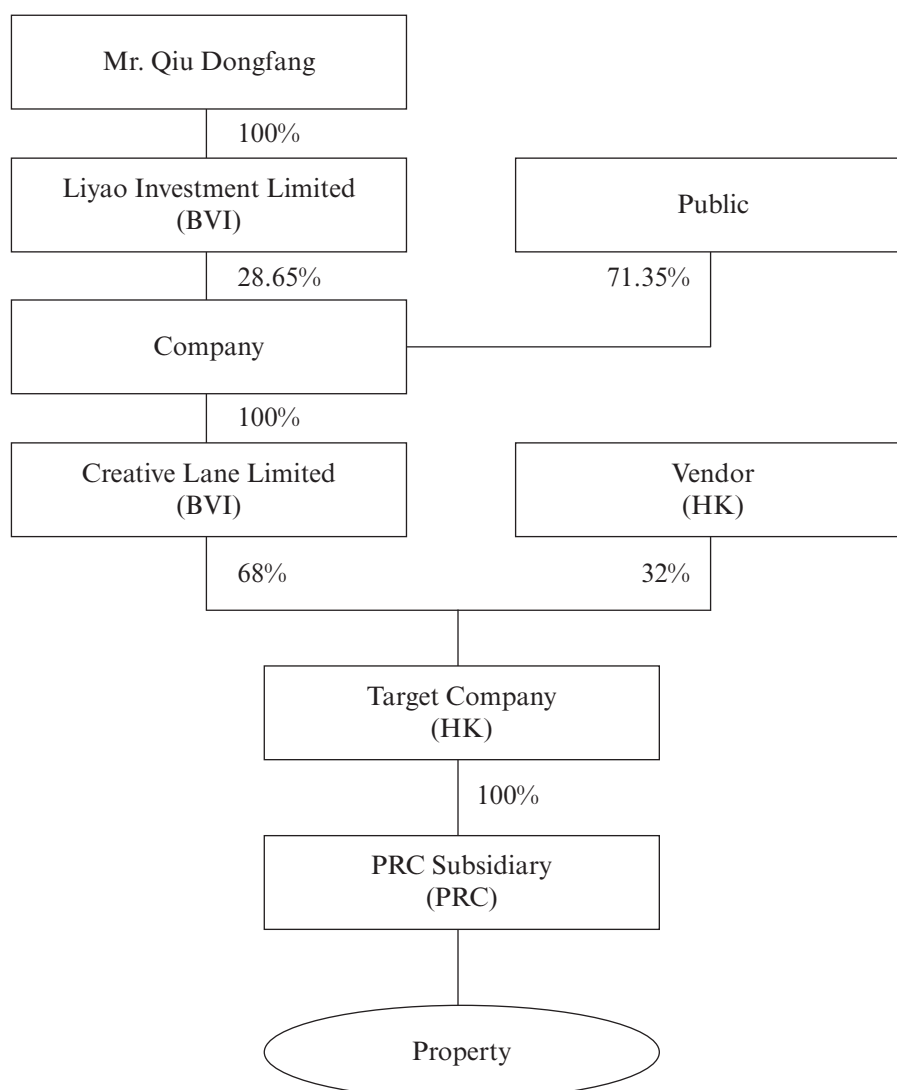 Mr. Qiu Dongfang
100%
Liyao Investment Limited
(BVI)
Public
28.65%
71.35%
Company
100%
Creative Lane Limited
(BVI)
Vendor
(HK)
68%
32%
Target Company
(HK)
100%
PRC Subsidiary
(PRC)
Property